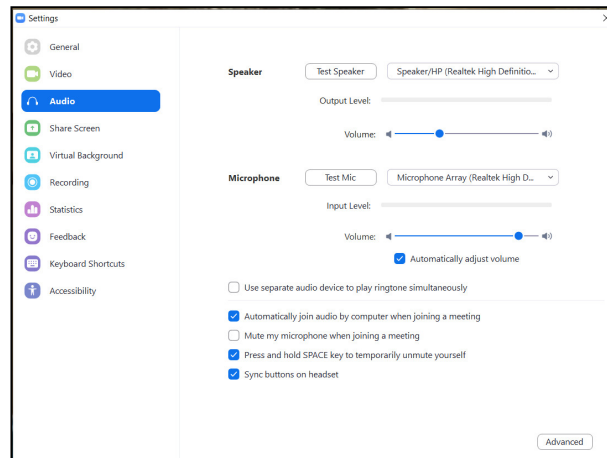 Settings
General
Video
Audio
Share Screen
Virtual Background
Recording
Statistics
Feedback
Keyboard Shortcuts
Accessibility
Speaker
Test Speaker
Speaker/HP (Realtek High Definitio...
Output Level:
Volume:
Microphone
Test Mic
Microphone Array (Realtek High D...
Input Level:
Volume:
Automatically adjust volume
Use separate audio device to play ringtone simultaneously
Automatically join audio by computer when joining a meeting
Mute my microphone when joining a meeting
Press and hold SPACE key to temporarily unmute yourself
Sync buttons on headset
Advanced